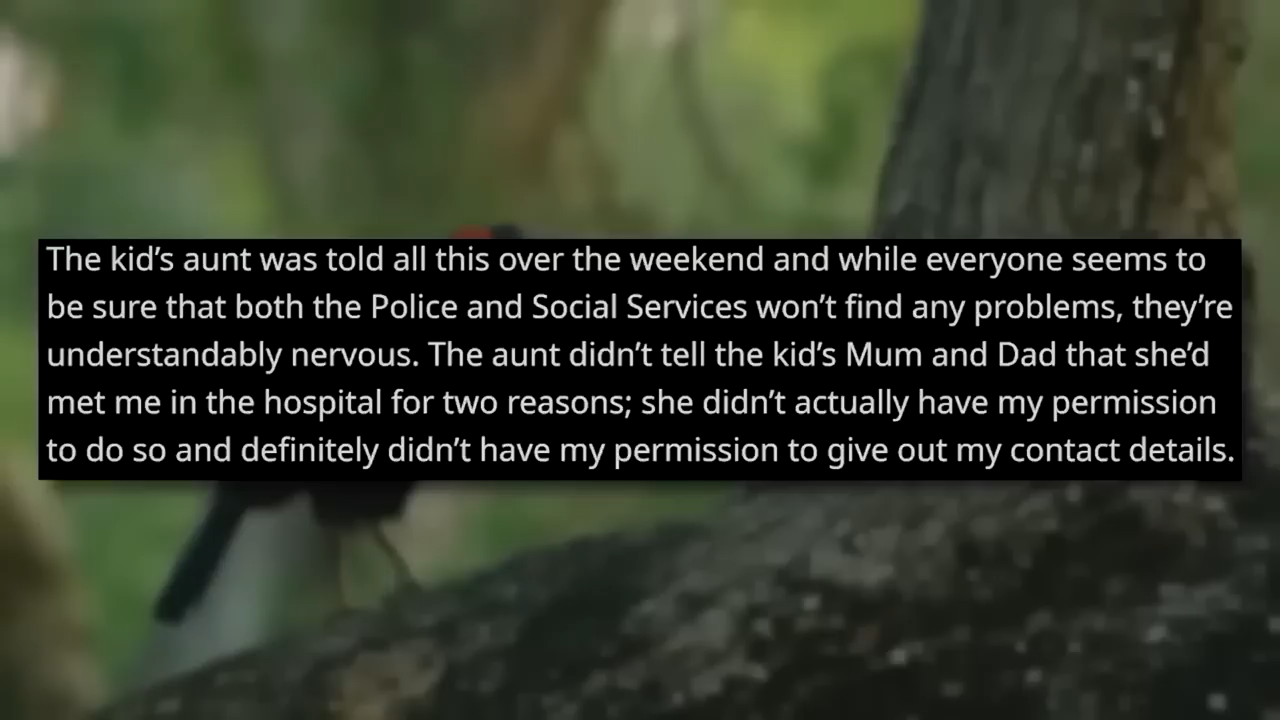 The kid’s aunt was told all this over the weekend and while everyone seems to
be sure that both the Police and Social Services won’t find any problems, they’re
understandably nervous. The aunt didn’t tell the kid’s Mum and Dad that she’d
met me in the hospital for two reasons; she didn’t actually have my permission
to do so and definitely didn’t have my permission to give out my contact details.